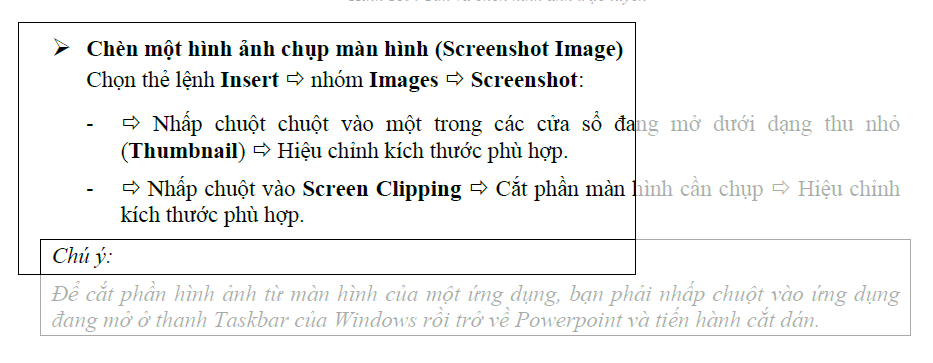 ➢ Chèn một hình ảnh chụp màn hình (Screenshot Image)
Chọn thẻ lệnh Insert ⇨ nhóm Images ⇨ Screenshot:
- ⇨ Nhấp chuột chuột vào một trong các cửa sổ đang mở dưới dạng thu nhỏ
(Thumbnail) ⇨ Hiệu chỉnh kích thước phù hợp.
- ⇨ Nhấp chuột vào Screen Clipping ⇨ Cắt phần màn hình cần chụp ⇨ Hiệu chỉnh
kích thước phù hợp.
Chú ý:
Để cắt phần hình ảnh từ màn hình của một ứng dụng, bạn phải nhấp chuột vào ứng dụng
đang mở ở thanh Taskbar của Windows rồi trở về Powerpoint và tiến hành cắt dán.